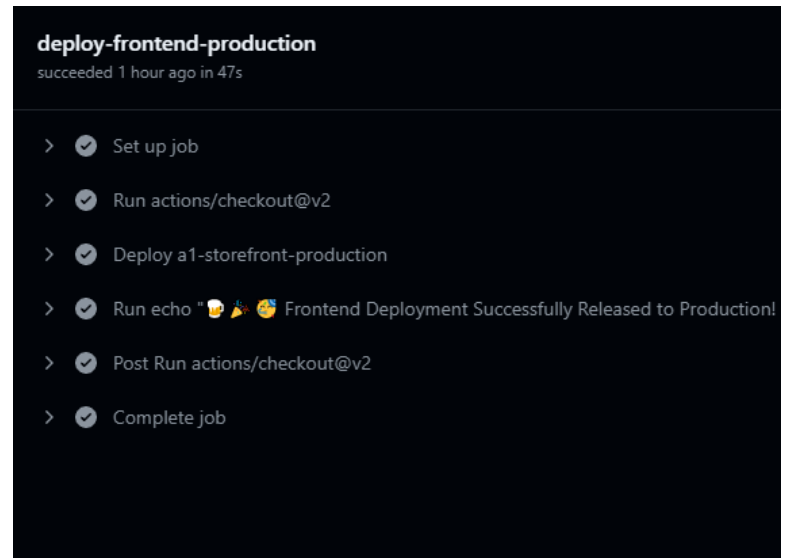 deploy-frontend-production
succeeded 1 hour ago in 47s
Set up job
Run actions/checkout@v2
Deploy a1-storefront-production
Run echo "🍺 🎉 🥳 Frontend Deployment Successfully Released to Production!
Post Run actions/checkout@v2
Complete job